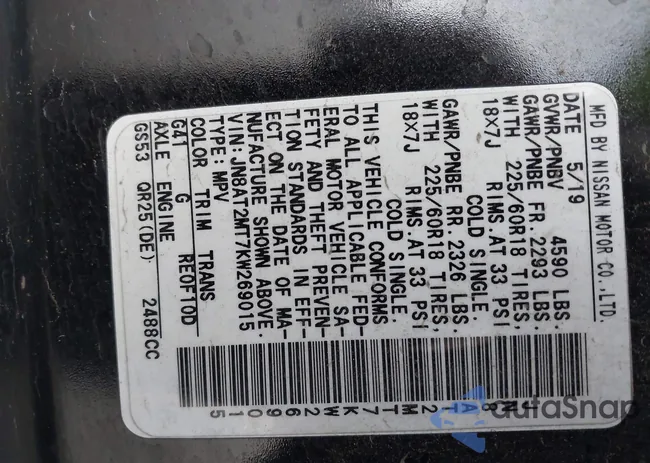 MFD BY NISSAN MOTOR CO.,LTD.
DATE 5/19
GVWR/PNBV 4590 LBS.
GAWR/PNBE FR.2293 LBS.
WITH 225/60R18 TIRES,
18X7J RIMS.AT 33 PSI
COLD SINGLE.
GAWR/PNBE RR.2326 LBS.
WITH 225/60R18 TIRES,
18X7J RIMS.AT 33 PSI
COLD SINGLE.
THIS VEHICLE CONFORMS
TO ALL APPLICABLE FED-
ERAL MOTOR VEHICLE SA-
FETY AND THEFT PREVEN-
TION STANDARDS IN EFF-
ECT ON THE DATE OF MA-
NUFACTURE SHOWN ABOVE.
VIN:JN8AT2MT7KW269015
TYPE:MPV
COLOR TRIM TRANS
G41 G RE0F10D
AXLE ENGINE
GS53 QR25(DE) 2488CC
JN8AT2MT7KW269015
autoSnap